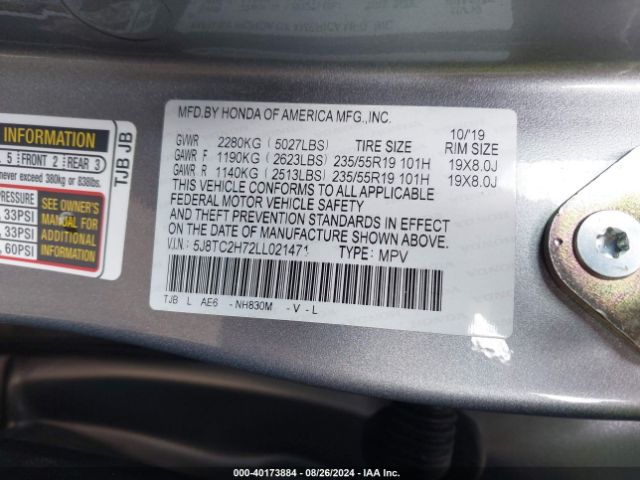 MFD.BY HONDA OF AMERICA MFG.,INC.
10/19
GVWR 2280KG (5027LBS) TIRE SIZE RIM SIZE
GAWR F 1190KG (2623LBS) 235/55R19 101H 19X8.0J
GAWR R 1140KG (2513LBS) 235/55R19 101H 19X8.0J
THIS VEHICLE CONFORMS TO ALL APPLICABLE
FEDERAL MOTOR VEHICLE SAFETY
AND THEFT PREVENTION STANDARDS IN EFFECT
ON THE DATE OF MANUFACTURE SHOWN ABOVE.
V.I.N: 5J8TC2H72LL021471 TYPE: MPV
TJB L AE6 -NH830M -V-L
INFORMATION
5 FRONT 2 REAR 3
never exceed 380kg or 838lbs.
PRESSURE
33PSI
33PSI
60PSI
SEE OWNER'S
MANUAL FOR
ADDITIONAL
INFORMATION
TJB JB
000-40173884 | 08/26/2024 | IAA Inc.